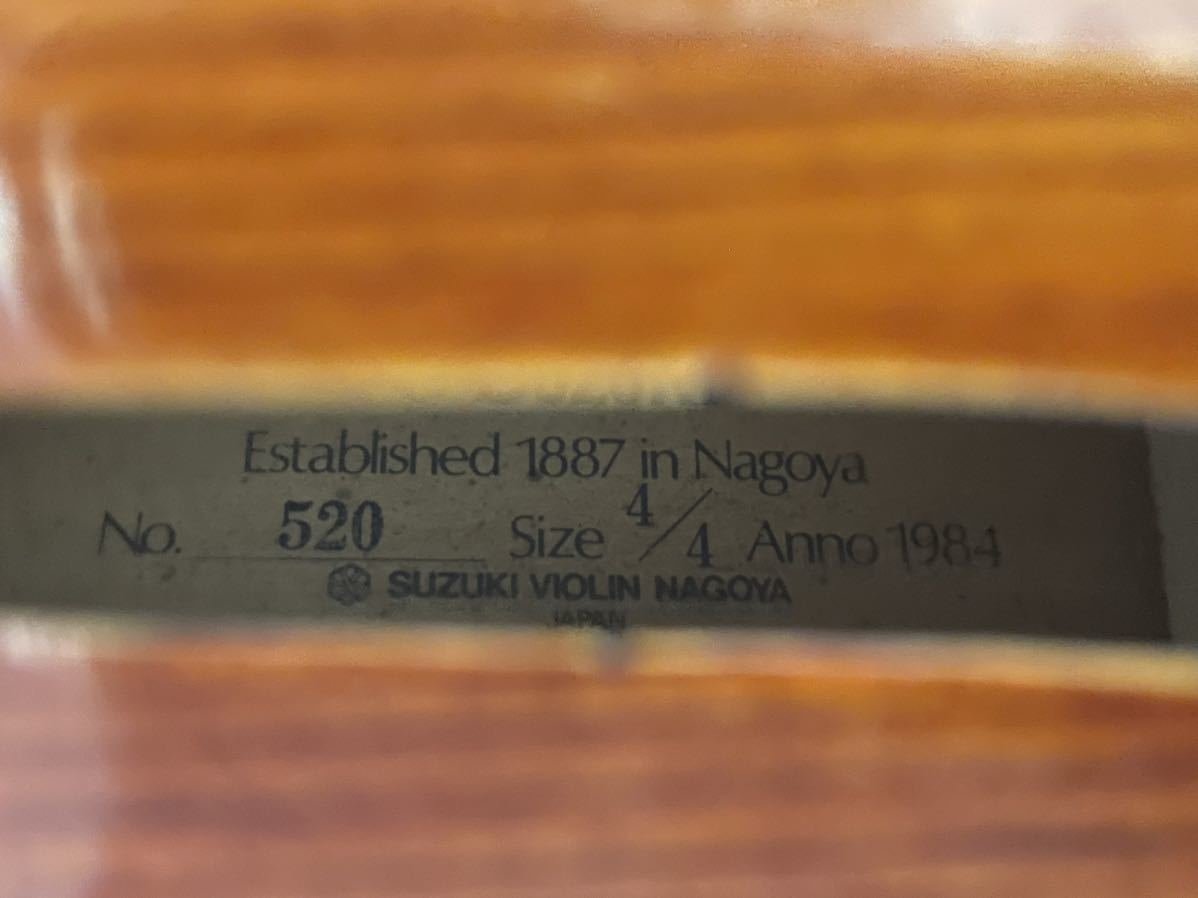 Established 1887 in Nagoya
No. 520 Size 4/4 Anno 1984
SUZUKI VIOLIN NAGOYA
JAPAN